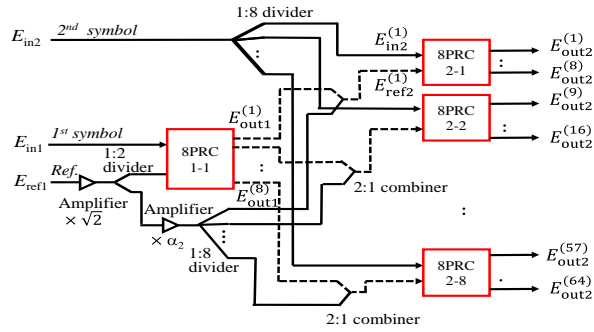 1:8 divider
E_in2 2^nd symbol
E_in2^(1)
8PRC
2-1
E_out2^(1)
⋮
E_out2^(8)
E_ref2^(1)
E_out1^(1)
8PRC
2-2
E_out2^(9)
⋮
E_out2^(16)
E_in1 1st symbol
1:2
divider
8PRC
1-1
⋮
E_ref1 Ref.
E_out1^(8)
2:1 combiner
Amplifier
× √2
Amplifier
× α_2
1:8
divider
⋮
8PRC
2-8
E_out2^(57)
⋮
E_out2^(64)
2:1 combiner